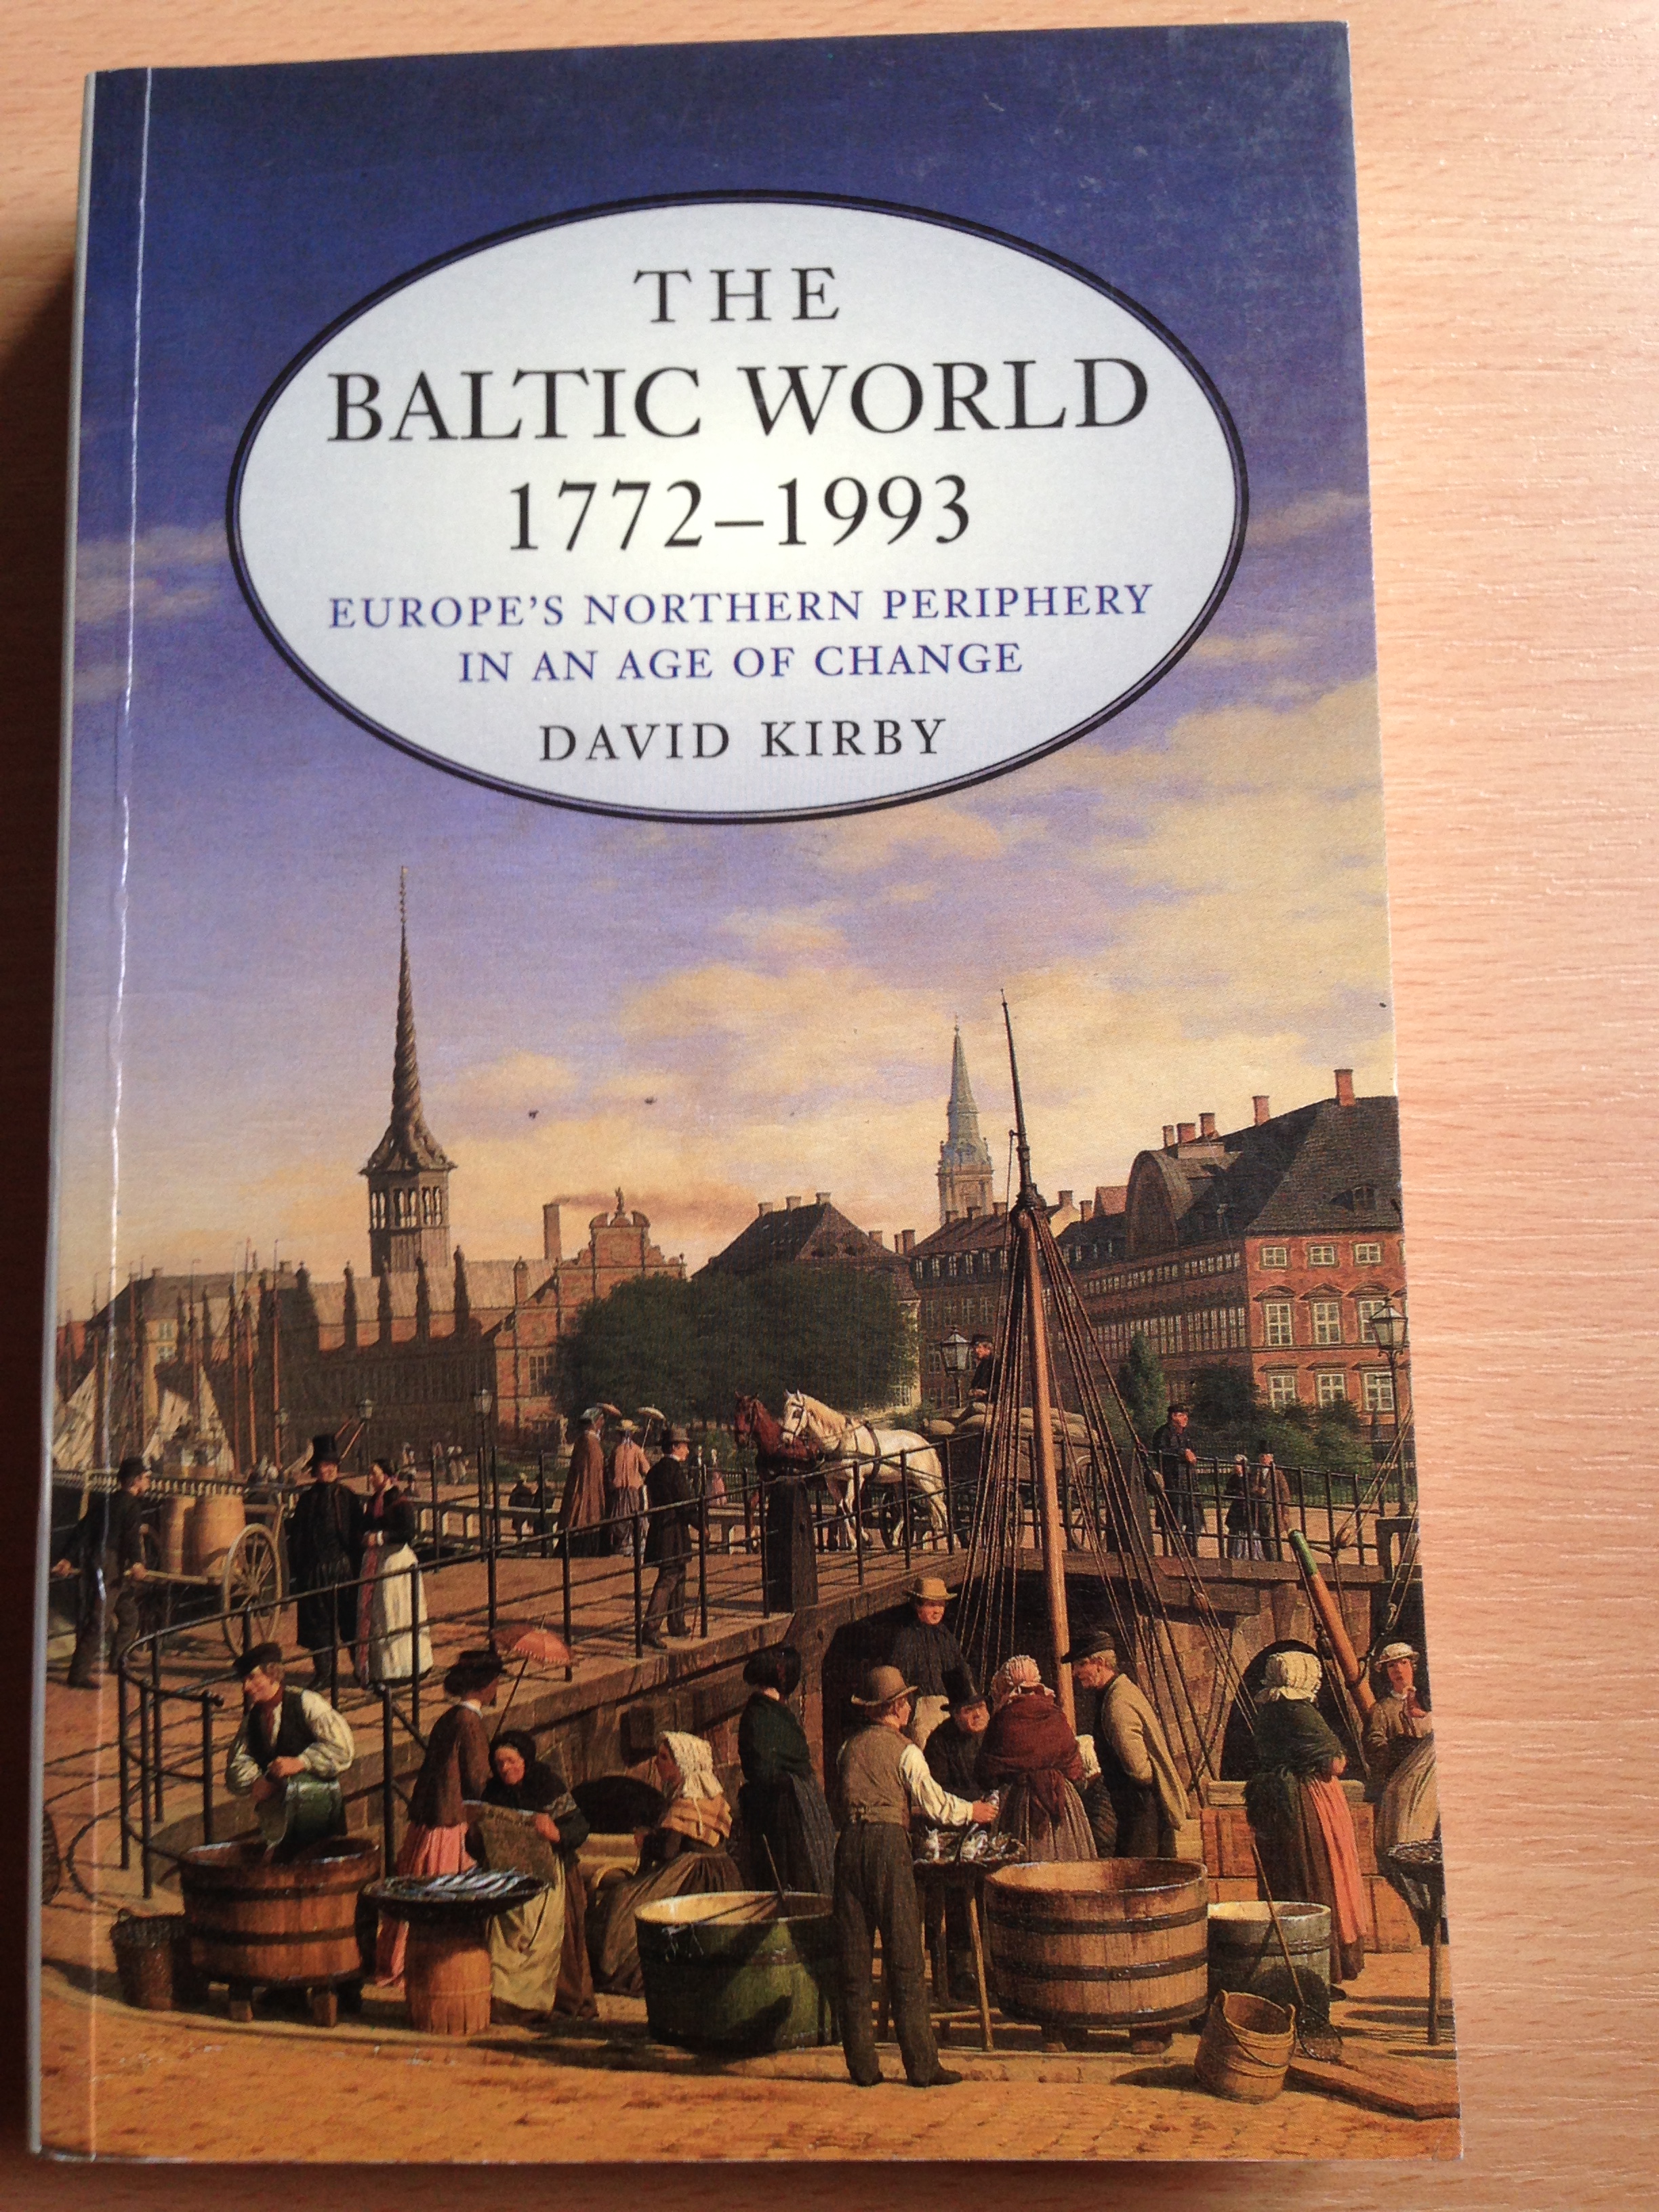 THE
BALTIC WORLD
1772–1993
EUROPE'S NORTHERN PERIPHERY
IN AN AGE OF CHANGE
DAVID KIRBY